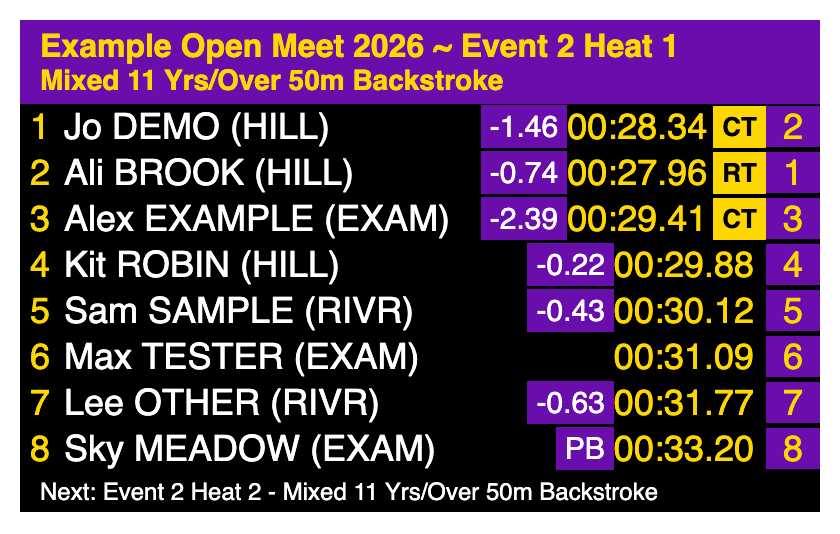 Example Open Meet 2026 ~ Event 2 Heat 1
Mixed 11 Yrs/Over 50m Backstroke
1 Jo DEMO (HILL) -1.46 00:28.34 CT 2
2 Ali BROOK (HILL) -0.74 00:27.96 RT 1
3 Alex EXAMPLE (EXAM) -2.39 00:29.41 CT 3
4 Kit ROBIN (HILL) -0.22 00:29.88 4
5 Sam SAMPLE (RIVR) -0.43 00:30.12 5
6 Max TESTER (EXAM) 00:31.09 6
7 Lee OTHER (RIVR) -0.63 00:31.77 7
8 Sky MEADOW (EXAM) PB 00:33.20 8
Next: Event 2 Heat 2 - Mixed 11 Yrs/Over 50m Backstroke